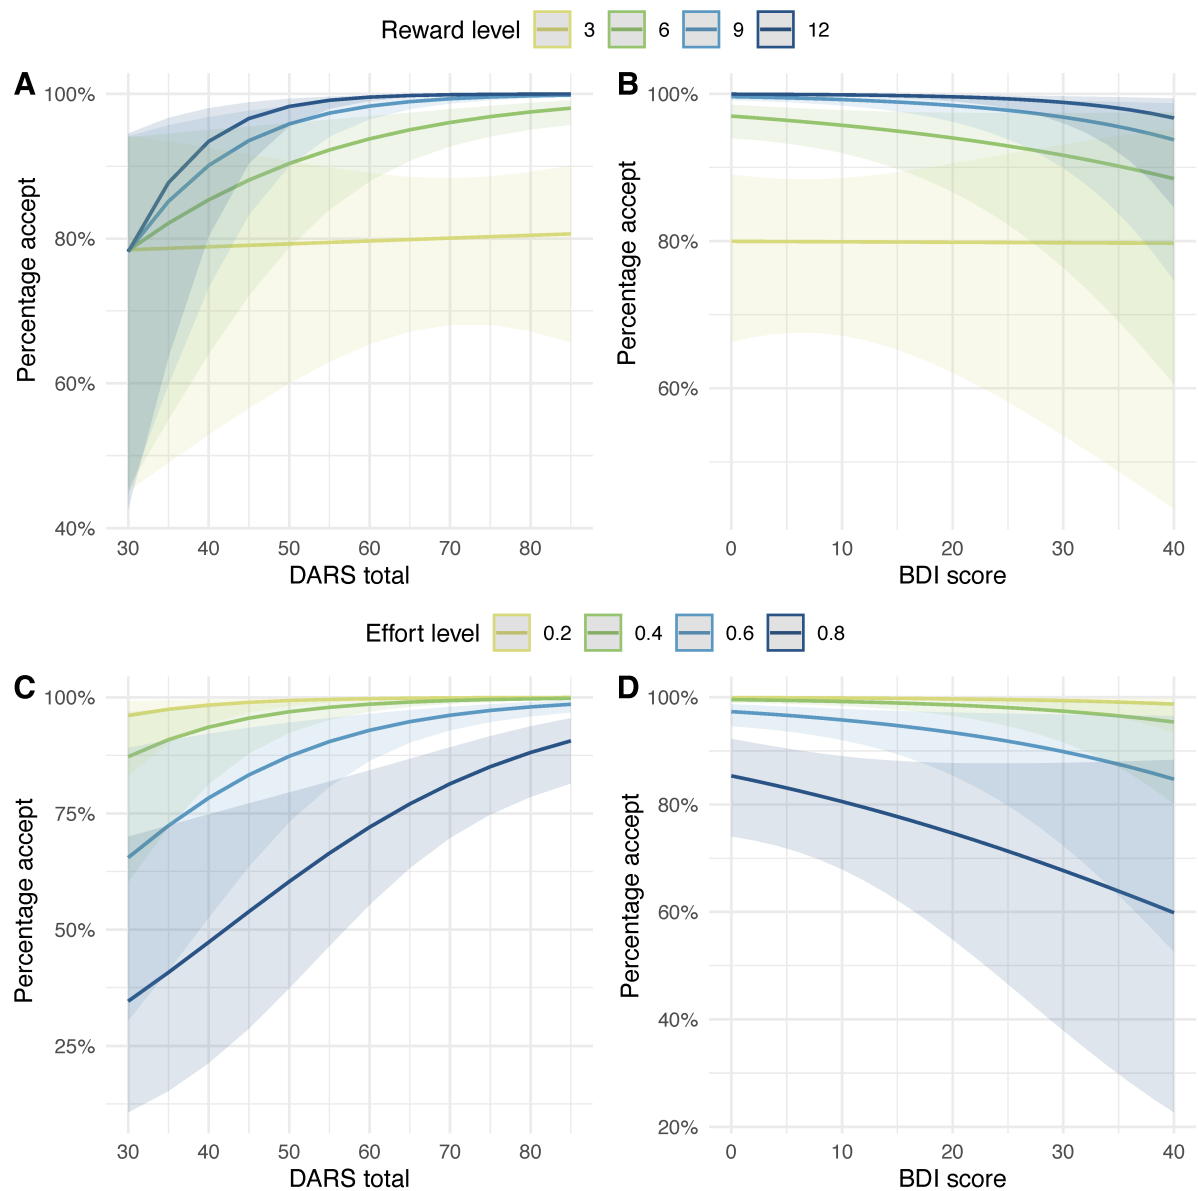 Reward level 3 6 9 12
A
B
100%
80%
60%
40%
Percentage accept
30 40 50 60 70 80
DARS total
100%
80%
60%
Percentage accept
0 10 20 30 40
BDI score
Effort level 0.2 0.4 0.6 0.8
C
D
100%
75%
50%
25%
Percentage accept
30 40 50 60 70 80
DARS total
100%
80%
60%
40%
20%
Percentage accept
0 10 20 30 40
BDI score